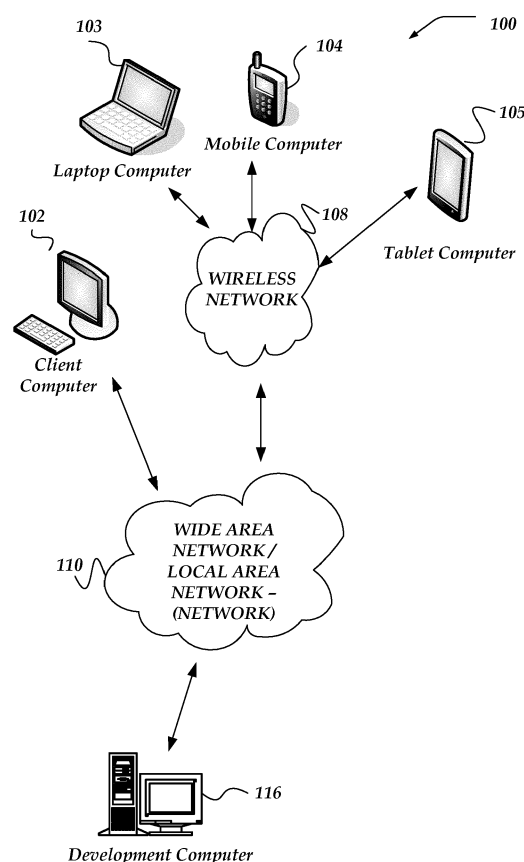 103
104
100
105
Laptop Computer
Mobile Computer
102
108
Tablet Computer
WIRELESS
NETWORK
Client
Computer
WIDE AREA
NETWORK /
LOCAL AREA
NETWORK –
(NETWORK)
110
116
Development Computer